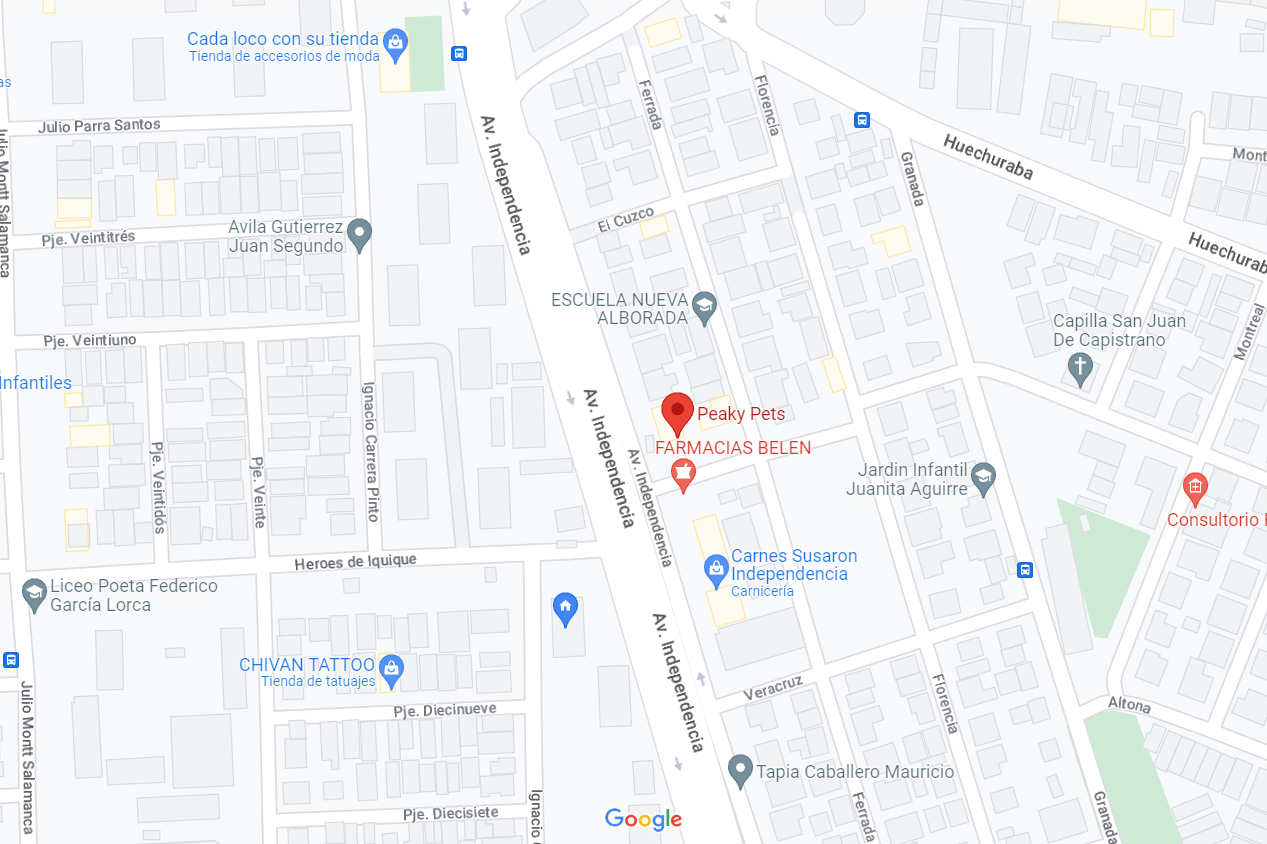 Cada loco con su tienda
Tienda de accesorios de moda
as
Julio Parra Santos
Av. Independencia
Ferrada
Florencia
Huechuraba
Granada
Mont
Julio Montt Salamanca
Pje. Veintitrés
Avila Gutierrez
Juan Segundo
El Cuzco
Huechurab
ESCUELA NUEVA
ALBORADA
Capilla San Juan
De Capistrano
Montreal
Pje. Veintiuno
Infantiles
Ignacio Carrera Pinto
Av. Independencia
Peaky Pets
FARMACIAS BELEN
Pje. Veintidós
Pje. Veinte
Av. Independencia
Jardin Infantil
Juanita Aguirre
Consultorio
Heroes de Iquique
Carnes Susaron
Independencia
Carnicería
Liceo Poeta Federico
García Lorca
CHIVAN TATTOO
Tienda de tatuajes
Av. Independencia
Veracruz
Florencia
Altona
Julio Montt Salamanca
Pje. Diecinueve
Tapia Caballero Mauricio
Pje. Diecisiete
Ignacio
Google
Ferrada
Granada